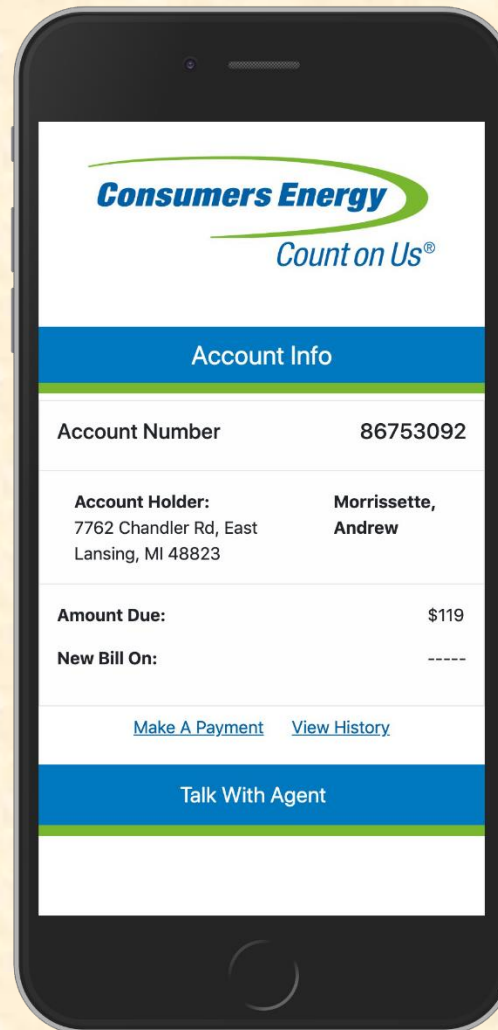 Consumers Energy
Count on Us®
Account Info
Account Number 86753092
Account Holder: Morrissette,
7762 Chandler Rd, East Andrew
Lansing, MI 48823
Amount Due: $119
New Bill On: -----
Make A Payment View History
Talk With Agent